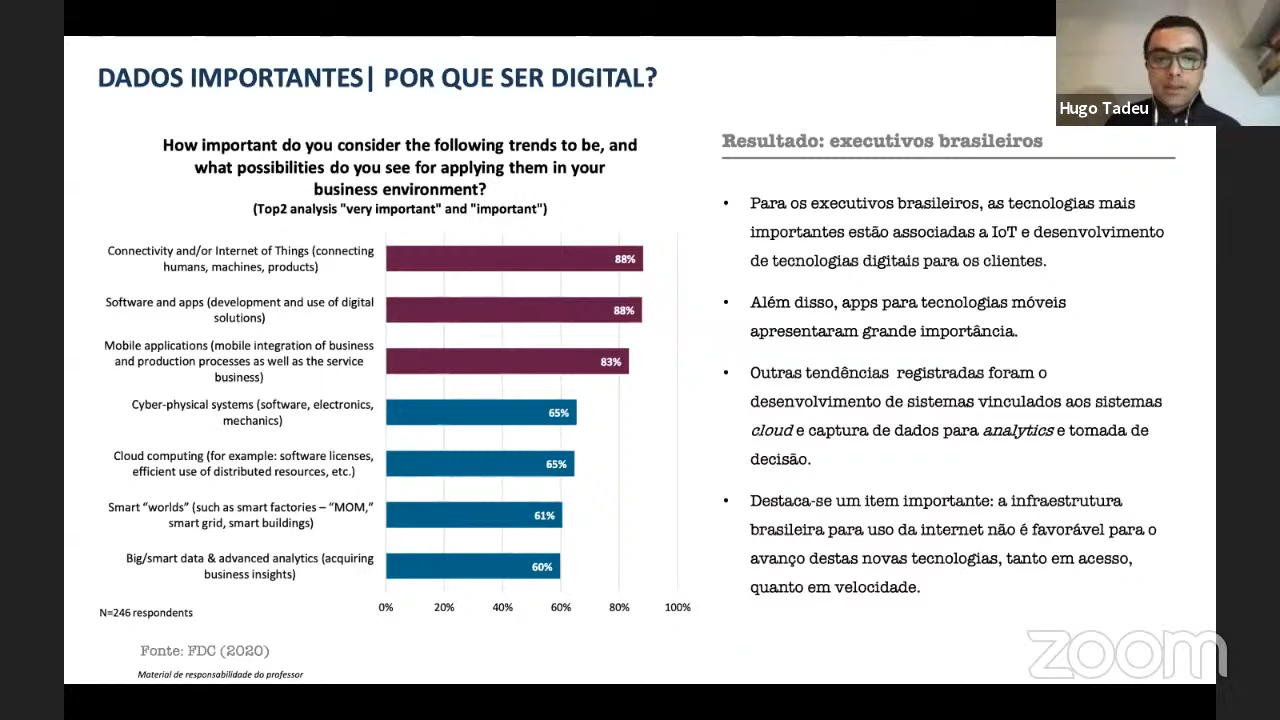 DADOS IMPORTANTES| POR QUE SER DIGITAL?
Hugo Tadeu
How important do you consider the following trends to be, and
what possibilities do you see for applying them in your
business environment?
(Top2 analysis "very important" and "important")
Connectivity and/or Internet of Things (connecting
humans, machines, products)
88%
Software and apps (development and use of digital
solutions)
88%
Mobile applications (mobile integration of business
and production processes as well as the service
business)
83%
Cyber-physical systems (software, electronics,
mechanics)
65%
Cloud computing (for example: software licenses,
efficient use of distributed resources, etc.)
65%
Smart “worlds” (such as smart factories – “MOM,”
smart grid, smart buildings)
61%
Big/smart data & advanced analytics (acquiring
business insights)
60%
0% 20% 40% 60% 80% 100%
N=246 respondents
Fonte: FDC (2020)
Material de responsabilidade do professor
Resultado: executivos brasileiros
• Para os executivos brasileiros, as tecnologias mais
importantes estão associadas a IoT e desenvolvimento
de tecnologias digitais para os clientes.
• Além disso, apps para tecnologias móveis
apresentaram grande importância.
• Outras tendências registradas foram o
desenvolvimento de sistemas vinculados aos sistemas
cloud e captura de dados para analytics e tomada de
decisão.
• Destaca-se um item importante: a infraestrutura
brasileira para uso da internet não é favorável para o
avanço destas novas tecnologias, tanto em acesso,
quanto em velocidade.
zoom